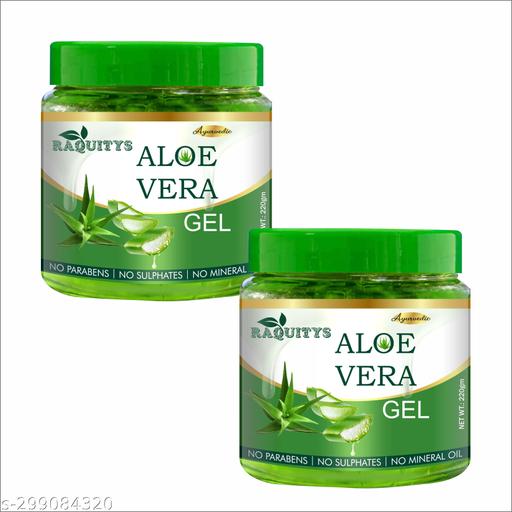 Ayurvedic
RAQUITYS
ALOE
VERA
GEL
NET WT.: 220gm
NO PARABENS | NO SULPHATES | NO MINERAL
Ayurvedic
RAQUITYS
ALOE
VERA
GEL
NET WT.: 220gm
NO PARABENS | NO SULPHATES | NO MINERAL OIL
s-299084320